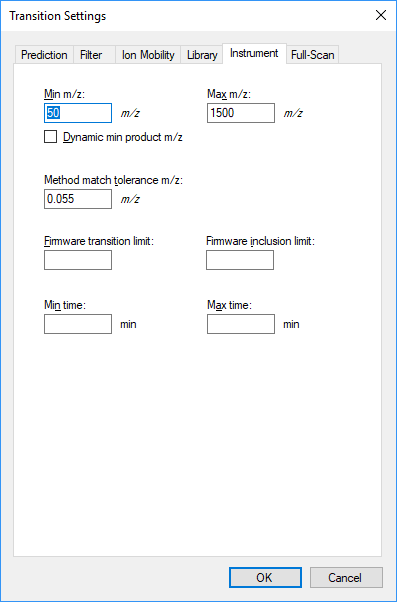 Transition Settings
Prediction Filter Ion Mobility Library Instrument Full-Scan
Min m/z: Max m/z:
50 m/z 1500 m/z
Dynamic min product m/z
Method match tolerance m/z:
0.055 m/z
Firmware transition limit: Firmware inclusion limit:
Min time: Max time:
min min
OK Cancel